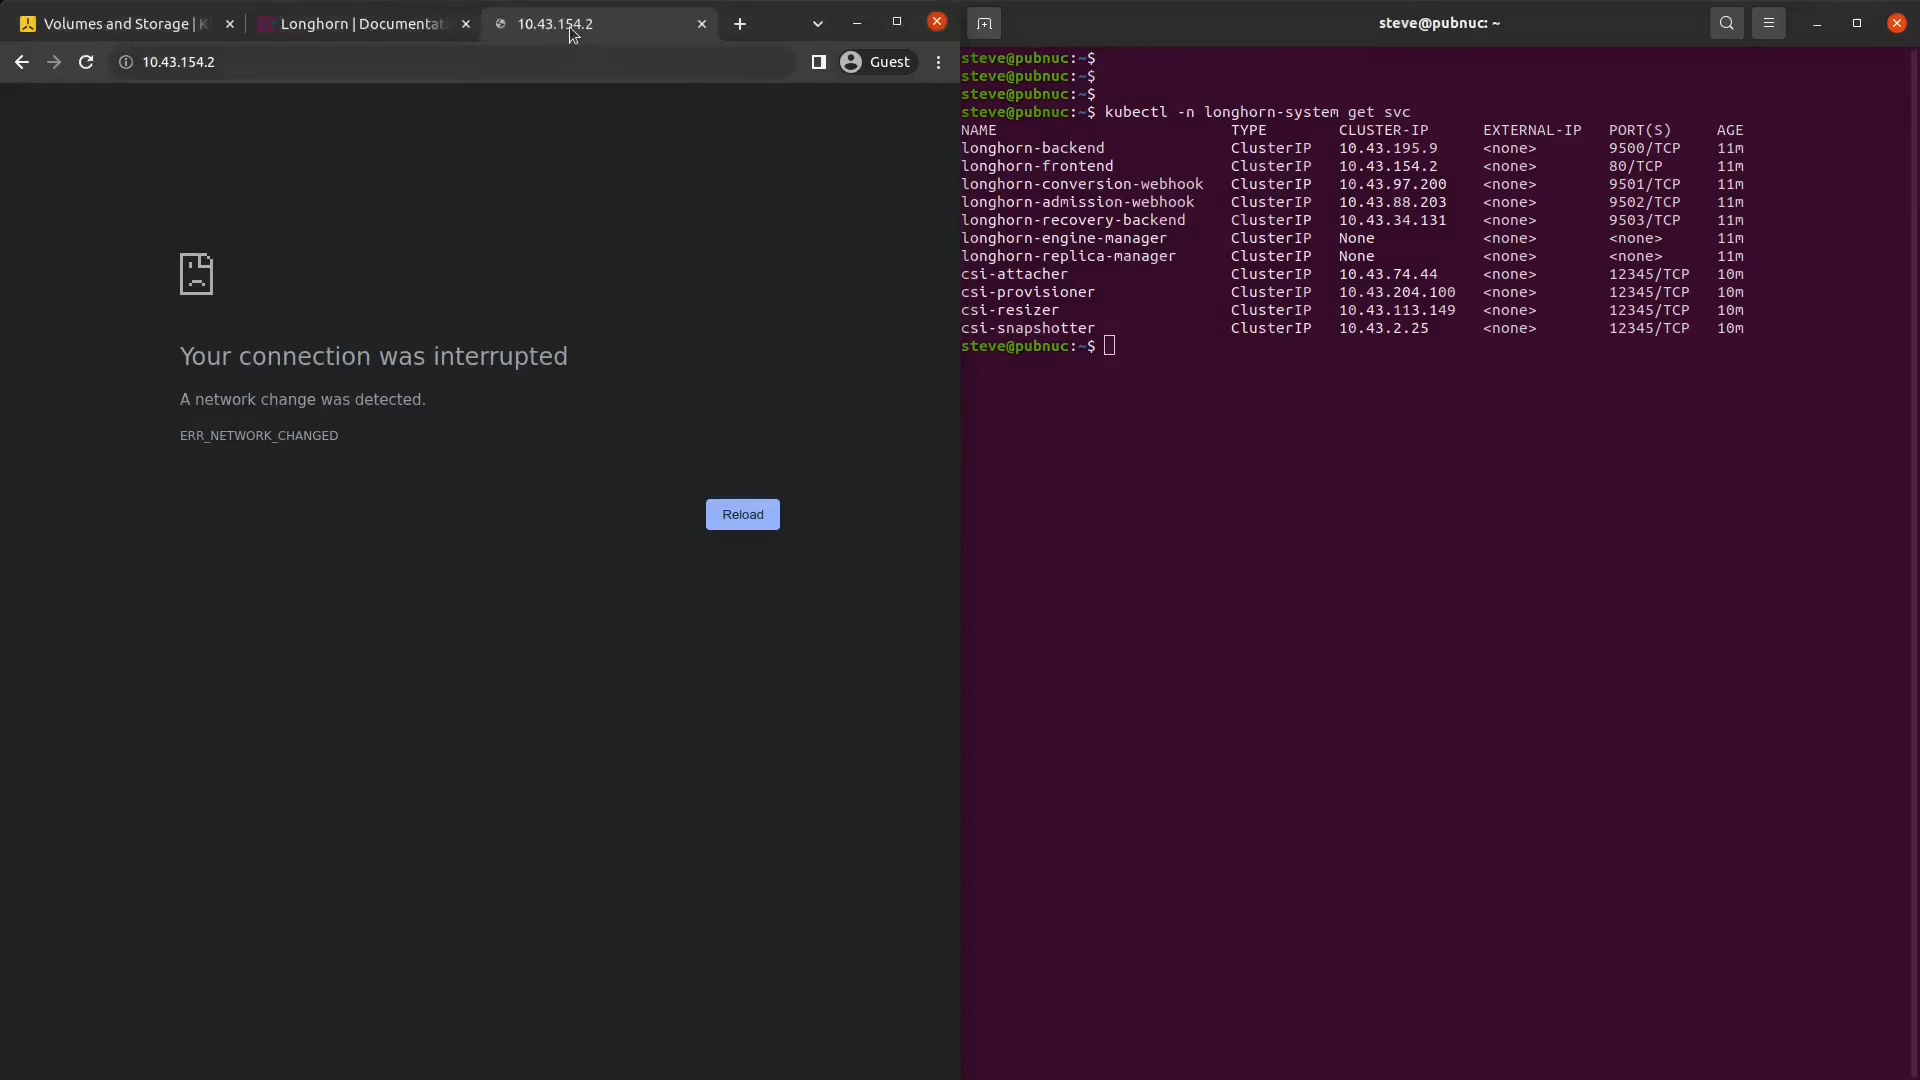 Volumes and Storage | K
Longhorn | Documentat
10.43.154.2
10.43.154.2
Guest
Your connection was interrupted
A network change was detected.
ERR_NETWORK_CHANGED
Reload
steve@pubnuc: ~
steve@pubnuc:~$
steve@pubnuc:~$
steve@pubnuc:~$
steve@pubnuc:~$ kubectl -n longhorn-system get svc
NAME TYPE CLUSTER-IP EXTERNAL-IP PORT(S) AGE
longhorn-backend ClusterIP 10.43.195.9 <none> 9500/TCP 11m
longhorn-frontend ClusterIP 10.43.154.2 <none> 80/TCP 11m
longhorn-conversion-webhook ClusterIP 10.43.97.200 <none> 9501/TCP 11m
longhorn-admission-webhook ClusterIP 10.43.88.203 <none> 9502/TCP 11m
longhorn-recovery-backend ClusterIP 10.43.34.131 <none> 9503/TCP 11m
longhorn-engine-manager ClusterIP None <none> <none> 11m
longhorn-replica-manager ClusterIP None <none> <none> 11m
csi-attacher ClusterIP 10.43.74.44 <none> 12345/TCP 10m
csi-provisioner ClusterIP 10.43.204.100 <none> 12345/TCP 10m
csi-resizer ClusterIP 10.43.113.149 <none> 12345/TCP 10m
csi-snapshotter ClusterIP 10.43.2.25 <none> 12345/TCP 10m
steve@pubnuc:~$